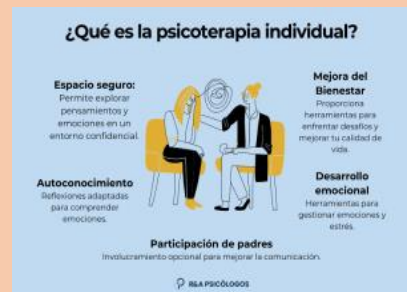 ¿Qué es la psicoterapia individual?
Espacio seguro:
Permite explorar
pensamientos y
emociones en un
entorno confidencial.
Mejora del
Bienestar
Proporciona
herramientas para
enfrentar desafíos y
mejorar tu calidad de
vida.
Autoconocimiento
Reflexiones adaptadas
para comprender
emociones.
Desarrollo
emocional
Herramientas para
gestionar emociones y
estrés.
Participación de padres
Involucramiento opcional para mejorar la comunicación.
R&A PSICÓLOGOS